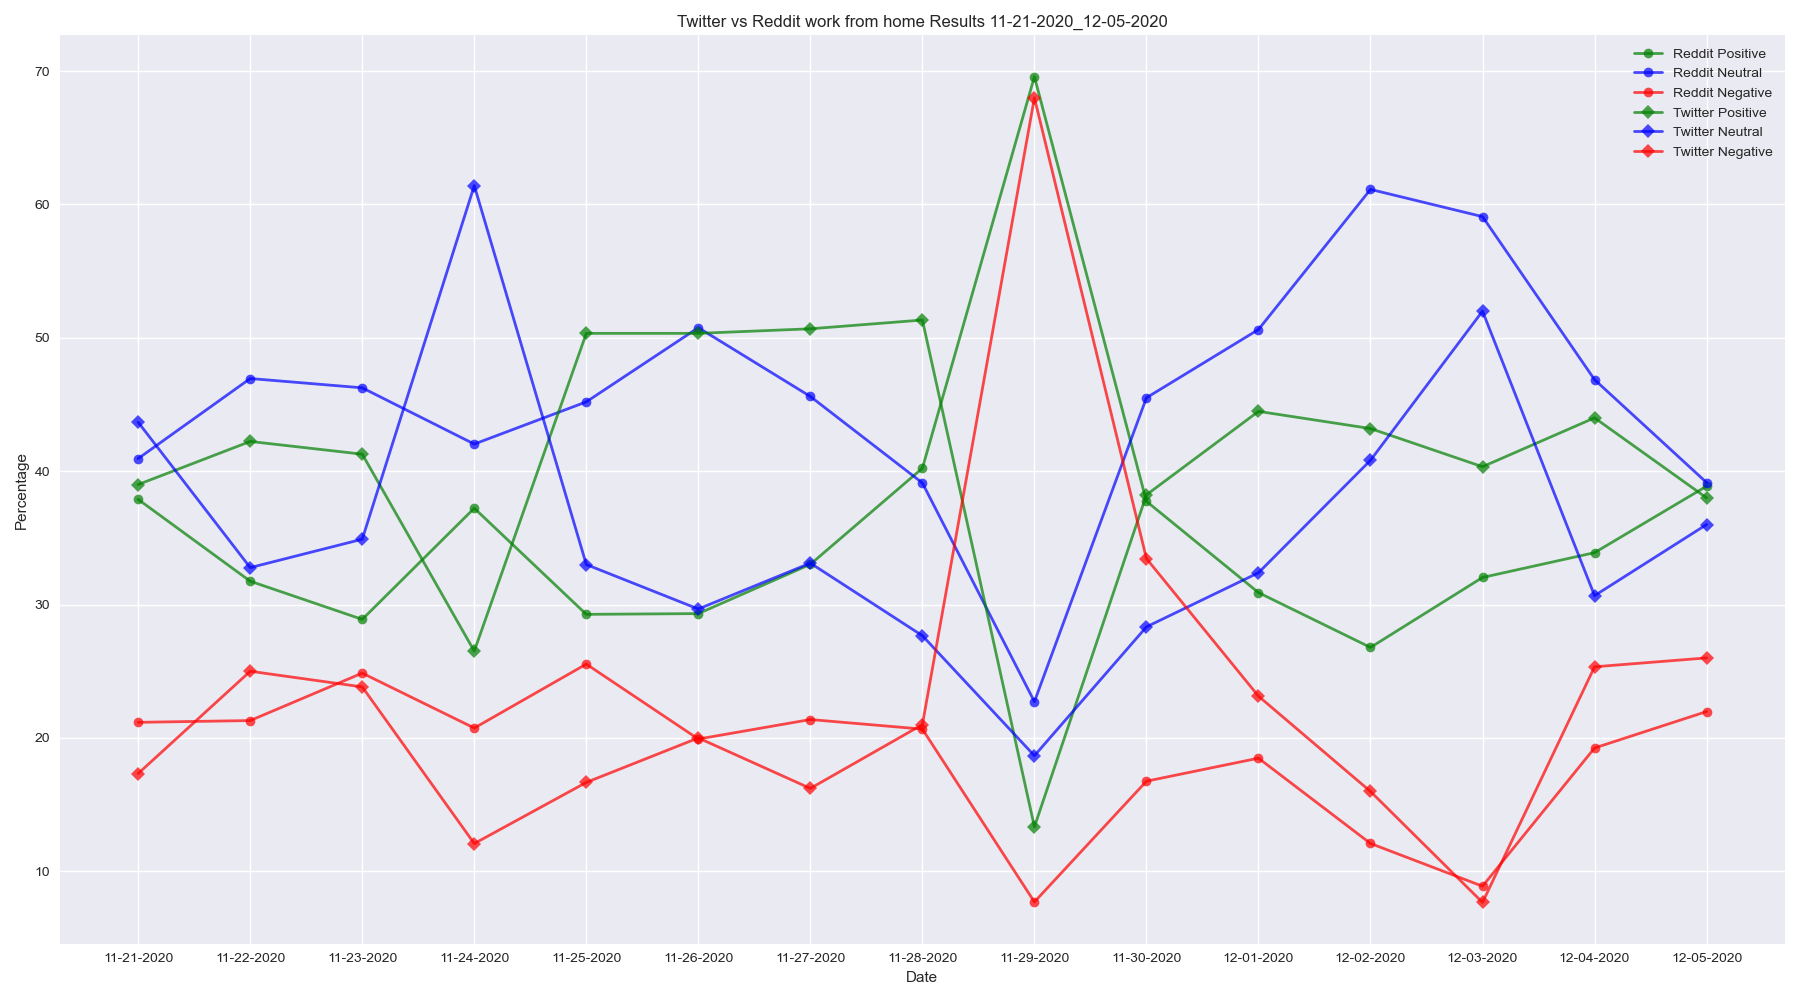 Twitter vs Reddit work from home Results 11-21-2020_12-05-2020
Reddit Positive
Reddit Neutral
Reddit Negative
Twitter Positive
Twitter Neutral
Twitter Negative
70
60
50
40
30
20
10
Percentage
11-21-2020 11-22-2020 11-23-2020 11-24-2020 11-25-2020 11-26-2020 11-27-2020 11-28-2020 11-29-2020 11-30-2020 12-01-2020 12-02-2020 12-03-2020 12-04-2020 12-05-2020
Date